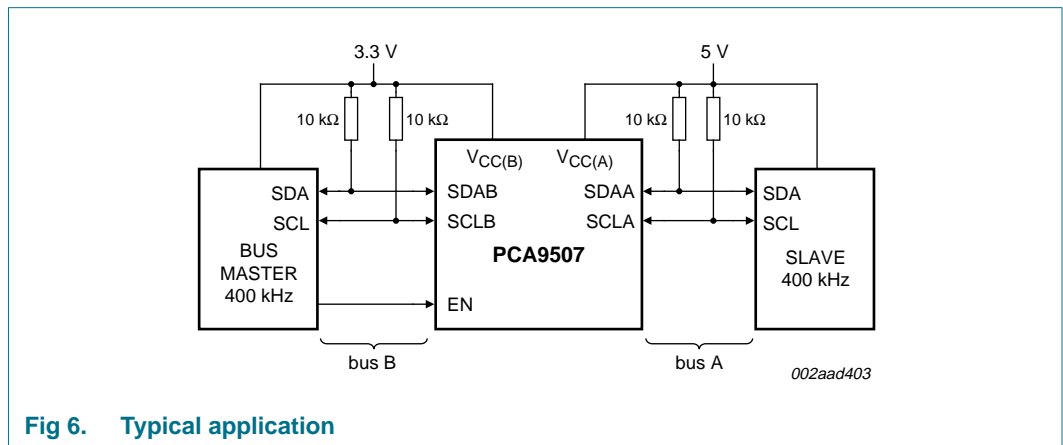 3.3 V
5 V
10 kΩ
10 kΩ
10 kΩ
10 kΩ
VCC(B)
VCC(A)
SDA
SDAB
SDAA
SDA
SCL
SCLB
SCLA
SCL
PCA9507
BUS
MASTER
400 kHz
SLAVE
400 kHz
EN
bus B
bus A
002aad403
Fig 6. Typical application